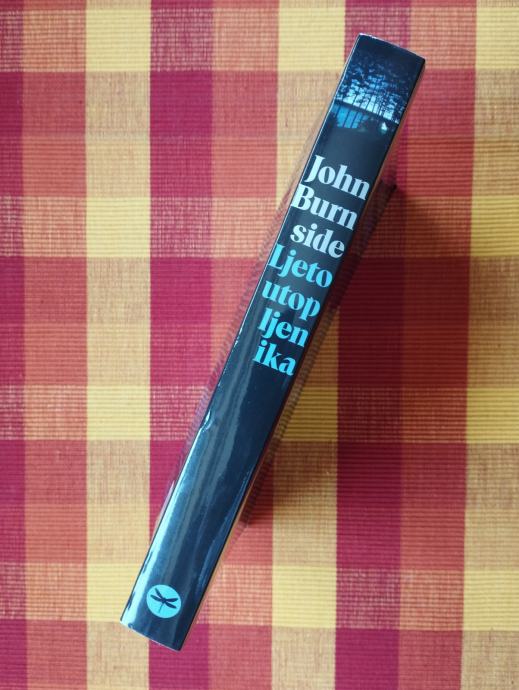 John
Burn
side
Ljeto
utop
ljen
ika